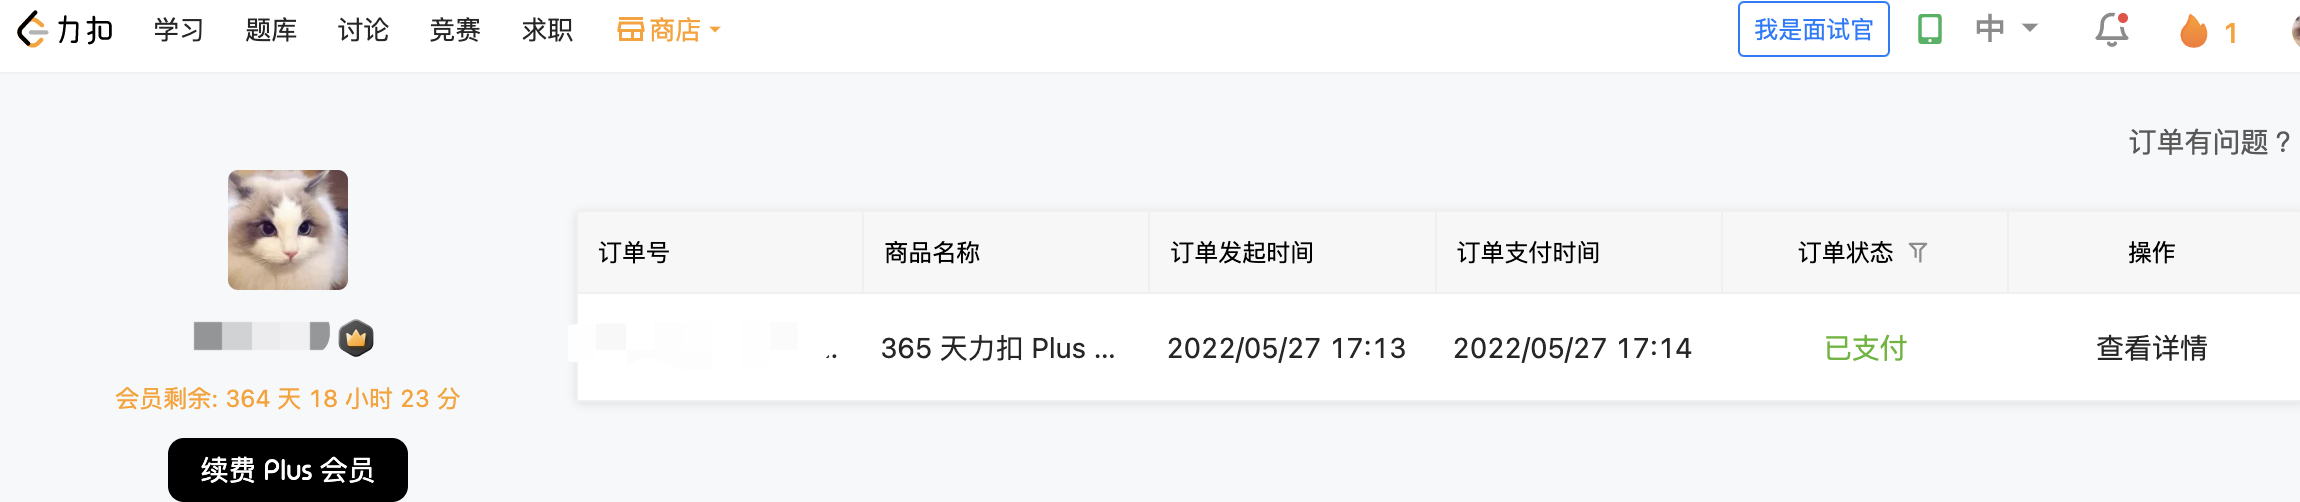 力扣 学习 题库 讨论 竞赛 求职 商店 我是面试官 中 1
订单有问题？
订单号 商品名称 订单发起时间 订单支付时间 订单状态 操作
.. 365 天力扣 Plus ... 2022/05/27 17:13 2022/05/27 17:14 已支付 查看详情
会员剩余: 364 天 18 小时 23 分
续费 Plus 会员